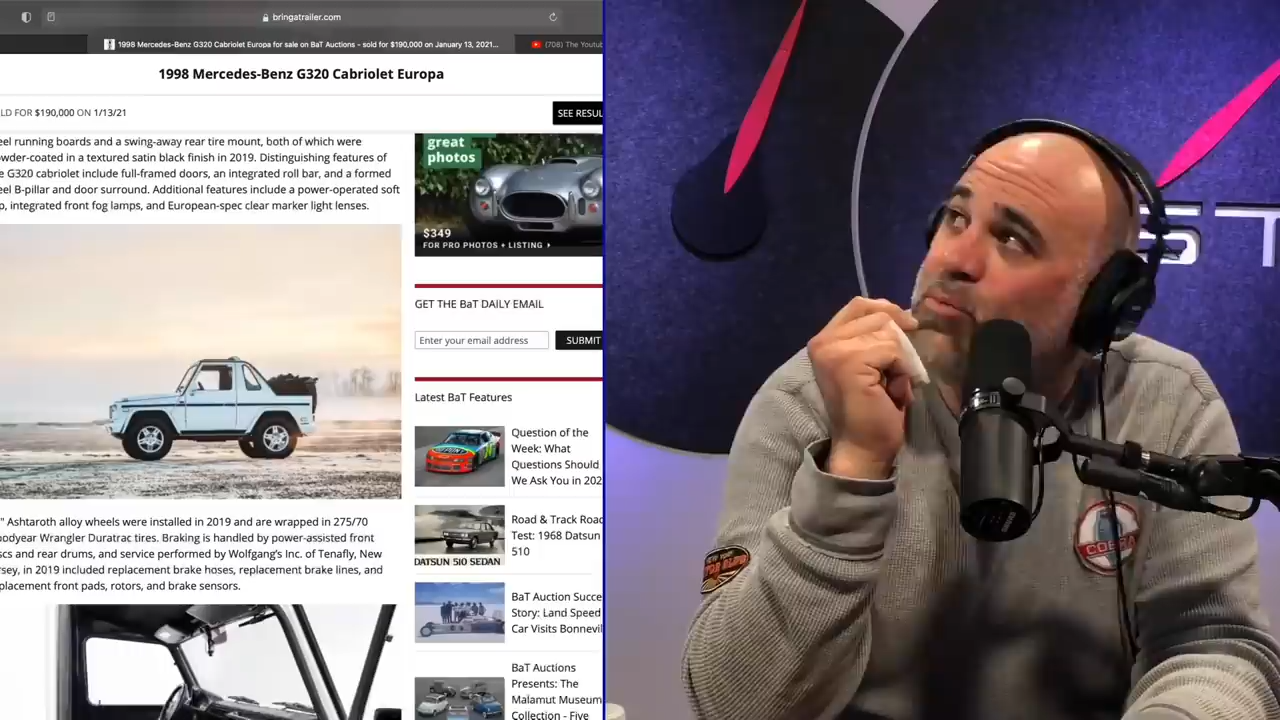 bringatrailer.com
1998 Mercedes-Benz G320 Cabriolet Europa for sale on BaT Auctions - sold for $190,000 on January 13, 2021...
(708) The Youtub
1998 Mercedes-Benz G320 Cabriolet Europa
LD FOR $190,000 ON 1/13/21
SEE RESUL
eel running boards and a swing-away rear tire mount, both of which were
wder-coated in a textured satin black finish in 2019. Distinguishing features of
e G320 cabriolet include full-framed doors, an integrated roll bar, and a formed
eel B-pillar and door surround. Additional features include a power-operated soft
p, integrated front fog lamps, and European-spec clear marker light lenses.
" Ashtaroth alloy wheels were installed in 2019 and are wrapped in 275/70
oodyear Wrangler Duratrac tires. Braking is handled by power-assisted front
scs and rear drums, and service performed by Wolfgang's Inc. of Tenafly, New
rsey, in 2019 included replacement brake hoses, replacement brake lines, and
placement front pads, rotors, and brake sensors.
great
photos
$349
FOR PRO PHOTOS + LISTING
GET THE BaT DAILY EMAIL
Enter your email address
SUBMIT
Latest BaT Features
Question of the
Week: What
Questions Should
We Ask You in 202
Road & Track Road
Test: 1968 Datsun
510
DATSUN 510 SEDAN
BaT Auction Succe
Story: Land Speed
Car Visits Bonnevil
BaT Auctions
Presents: The
Malamut Museum
Collection - Five
ST
COBRA